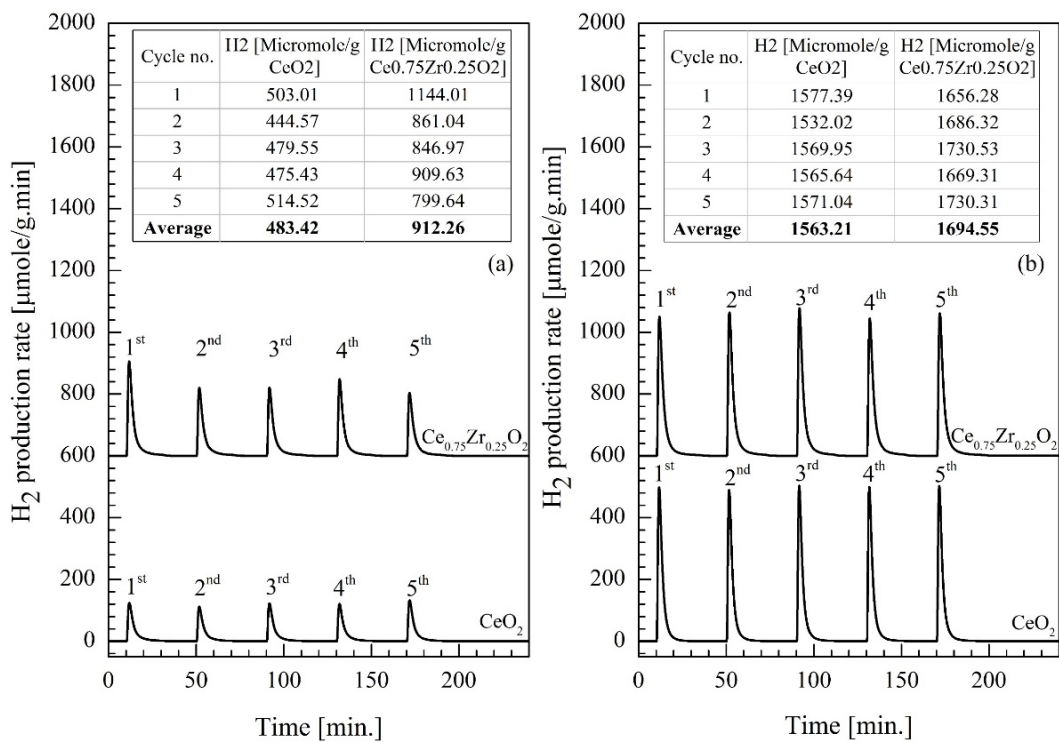 H2 production rate [µmole/g.min]
2000
1800
1600
1400
1200
1000
800
600
400
200
0
Cycle no. H2 [Micromole/g CeO2] H2 [Micromole/g Ce0.75Zr0.25O2]
1 503.01 1144.01
2 444.57 861.04
3 479.55 846.97
4 475.43 909.63
5 514.52 799.64
Average 483.42 912.26
(a)
1st 2nd 3rd 4th 5th
Ce0.75Zr0.25O2
1st 2nd 3rd 4th 5th
CeO2
0 50 100 150 200
Time [min.]
H2 production rate [µmole/g.min]
2000
1800
1600
1400
1200
1000
800
600
400
200
0
Cycle no. H2 [Micromole/g CeO2] H2 [Micromole/g Ce0.75Zr0.25O2]
1 1577.39 1656.28
2 1532.02 1686.32
3 1569.95 1730.53
4 1565.64 1669.31
5 1571.04 1730.31
Average 1563.21 1694.55
(b)
1st 2nd 3rd 4th 5th
Ce0.75Zr0.25O2
1st 2nd 3rd 4th 5th
CeO2
0 50 100 150 200
Time [min.]